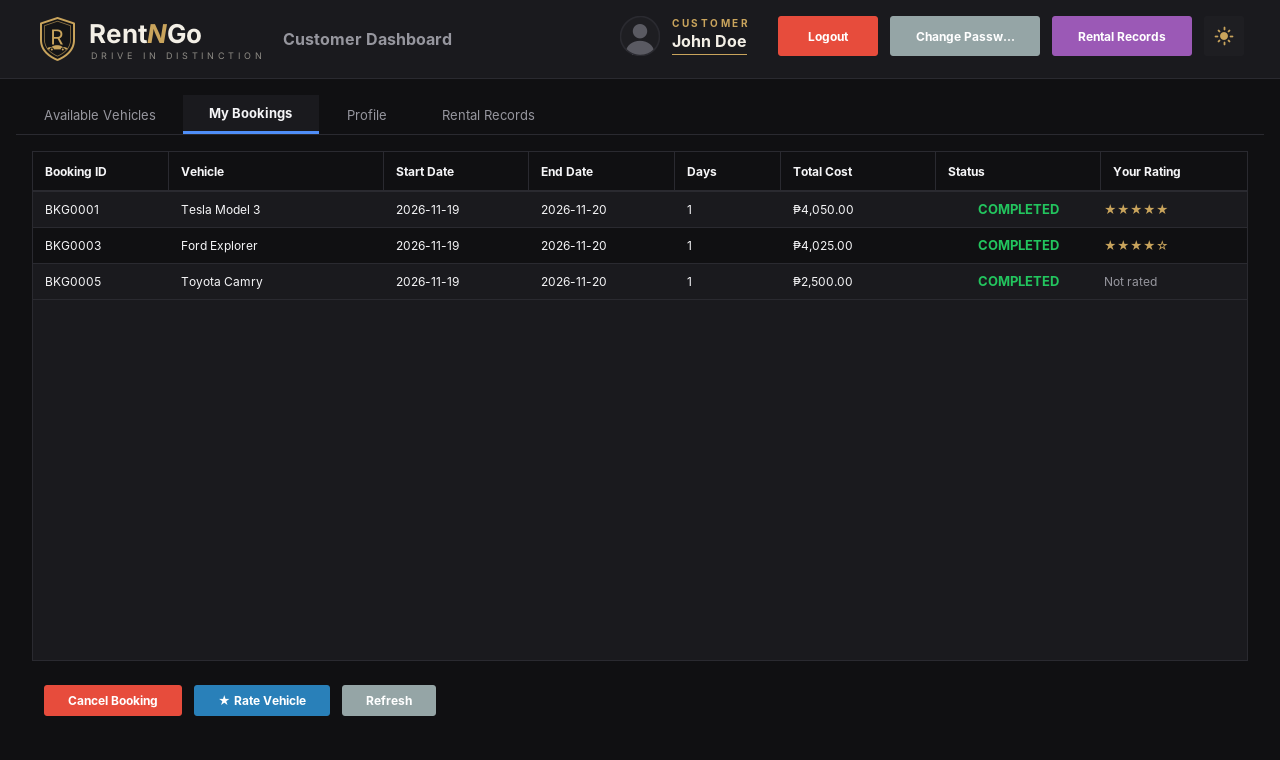 R
RentNGo
DRIVE IN DISTINCTION
Customer Dashboard
CUSTOMER
John Doe
Logout
Change Passw...
Rental Records
Available Vehicles
My Bookings
Profile
Rental Records
Booking ID Vehicle Start Date End Date Days Total Cost Status Your Rating
BKG0001 Tesla Model 3 2026-11-19 2026-11-20 1 ₱4,050.00 COMPLETED ★★★★★
BKG0003 Ford Explorer 2026-11-19 2026-11-20 1 ₱4,025.00 COMPLETED ★★★★☆
BKG0005 Toyota Camry 2026-11-19 2026-11-20 1 ₱2,500.00 COMPLETED Not rated
Cancel Booking
★ Rate Vehicle
Refresh